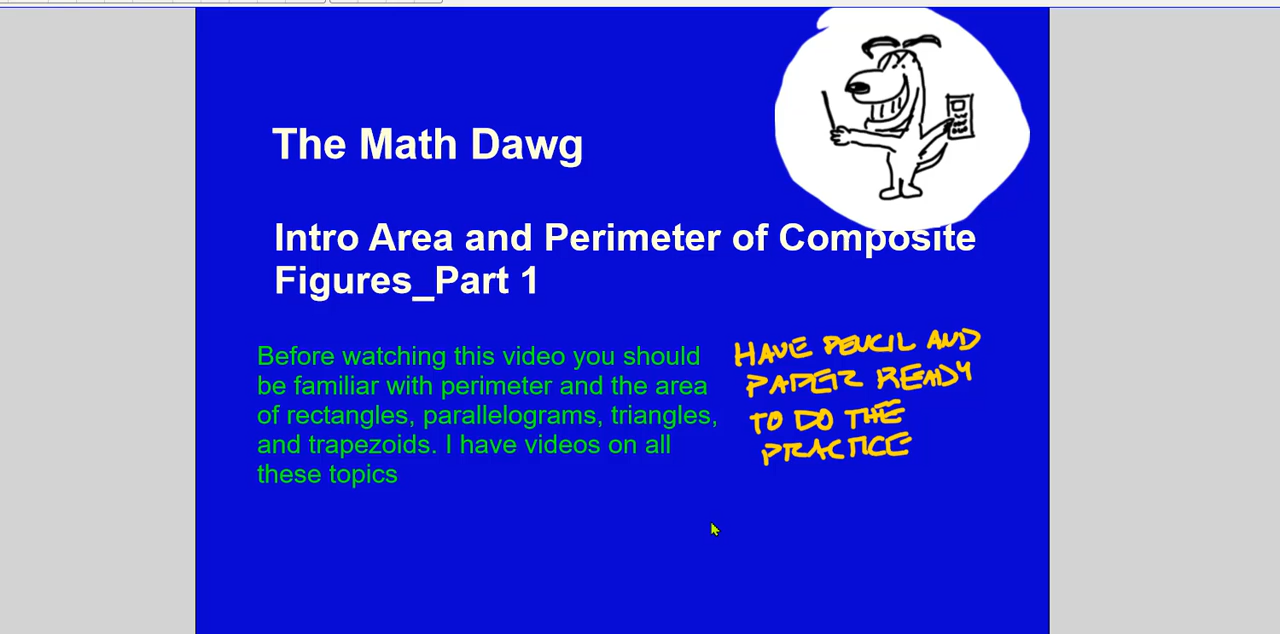 The Math Dawg
Intro Area and Perimeter of Composite
Figures_Part 1
Before watching this video you should
be familiar with perimeter and the area
of rectangles, parallelograms, triangles,
and trapezoids. I have videos on all
these topics
HAVE PENCIL AND
PAPER READY
TO DO THE
PRACTICE